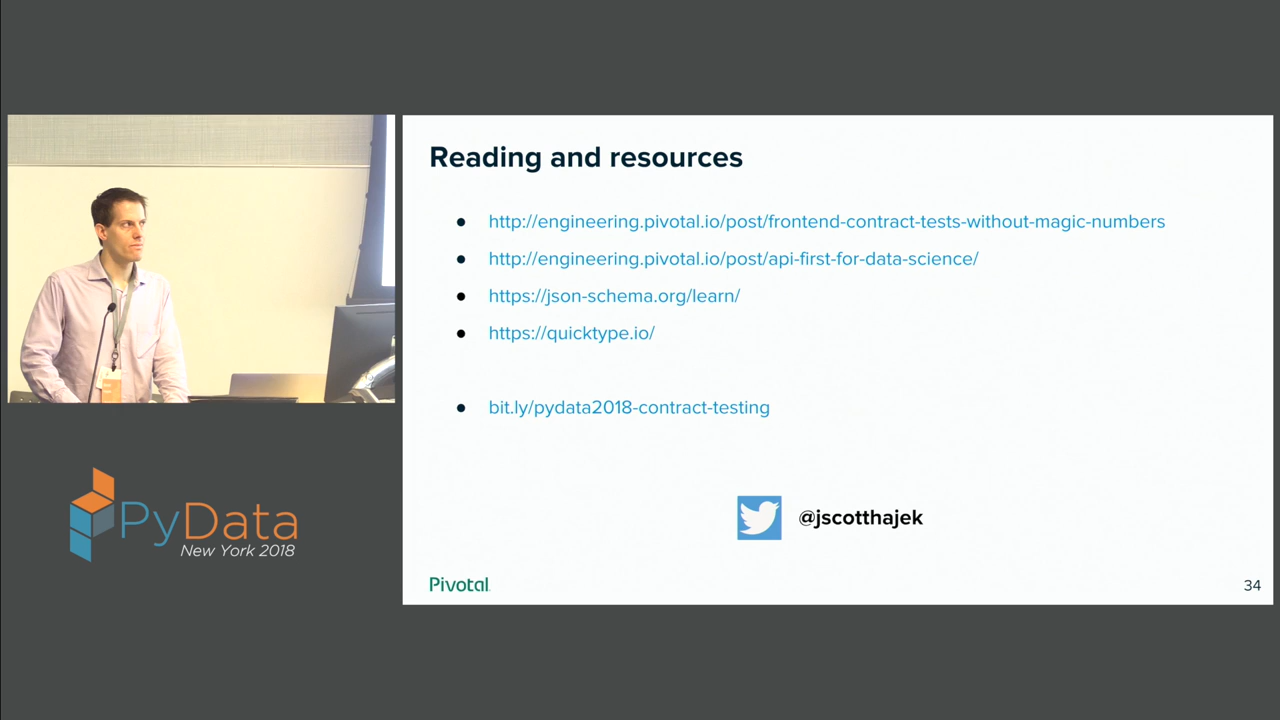 Reading and resources
http://engineering.pivotal.io/post/frontend-contract-tests-without-magic-numbers
http://engineering.pivotal.io/post/api-first-for-data-science/
https://json-schema.org/learn/
https://quicktype.io/
bit.ly/pydata2018-contract-testing
@jscotthajek
Pivotal
34
PyData
New York 2018